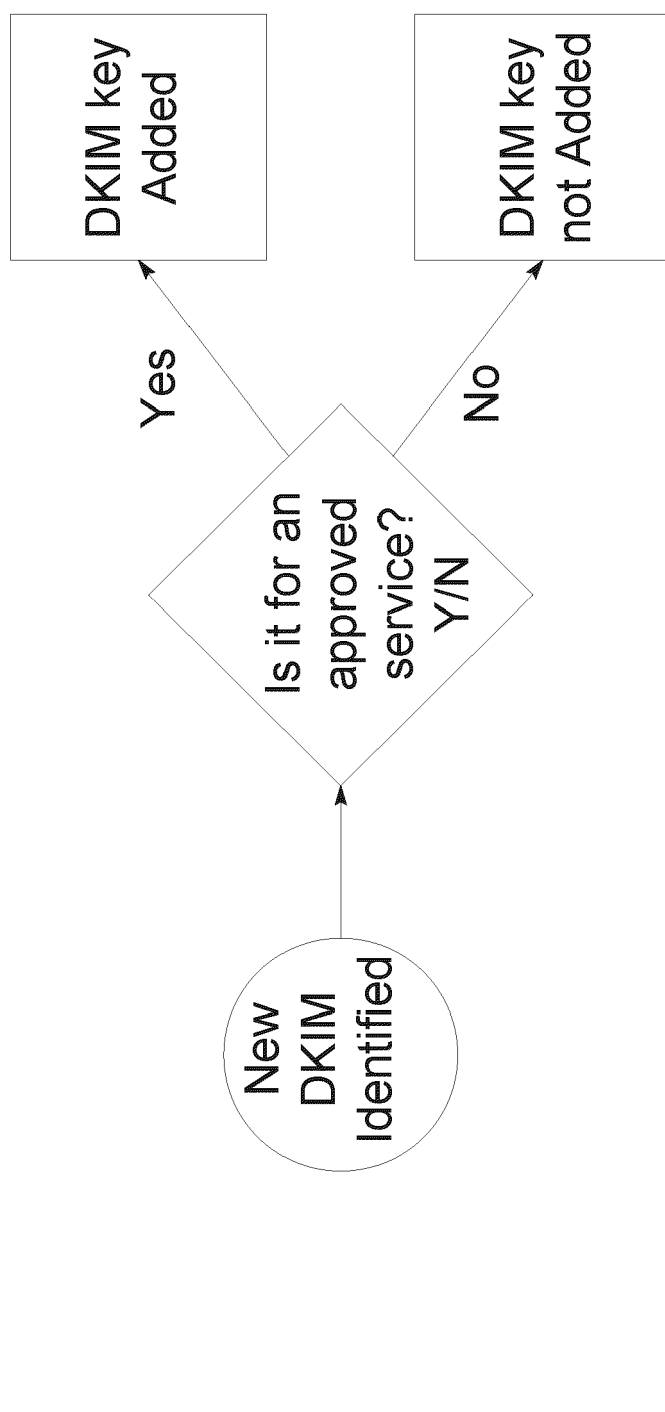 New
DKIM
Identified
Is it for an
approved
service?
Y/N
Yes
DKIM key
Added
No
DKIM key
not Added